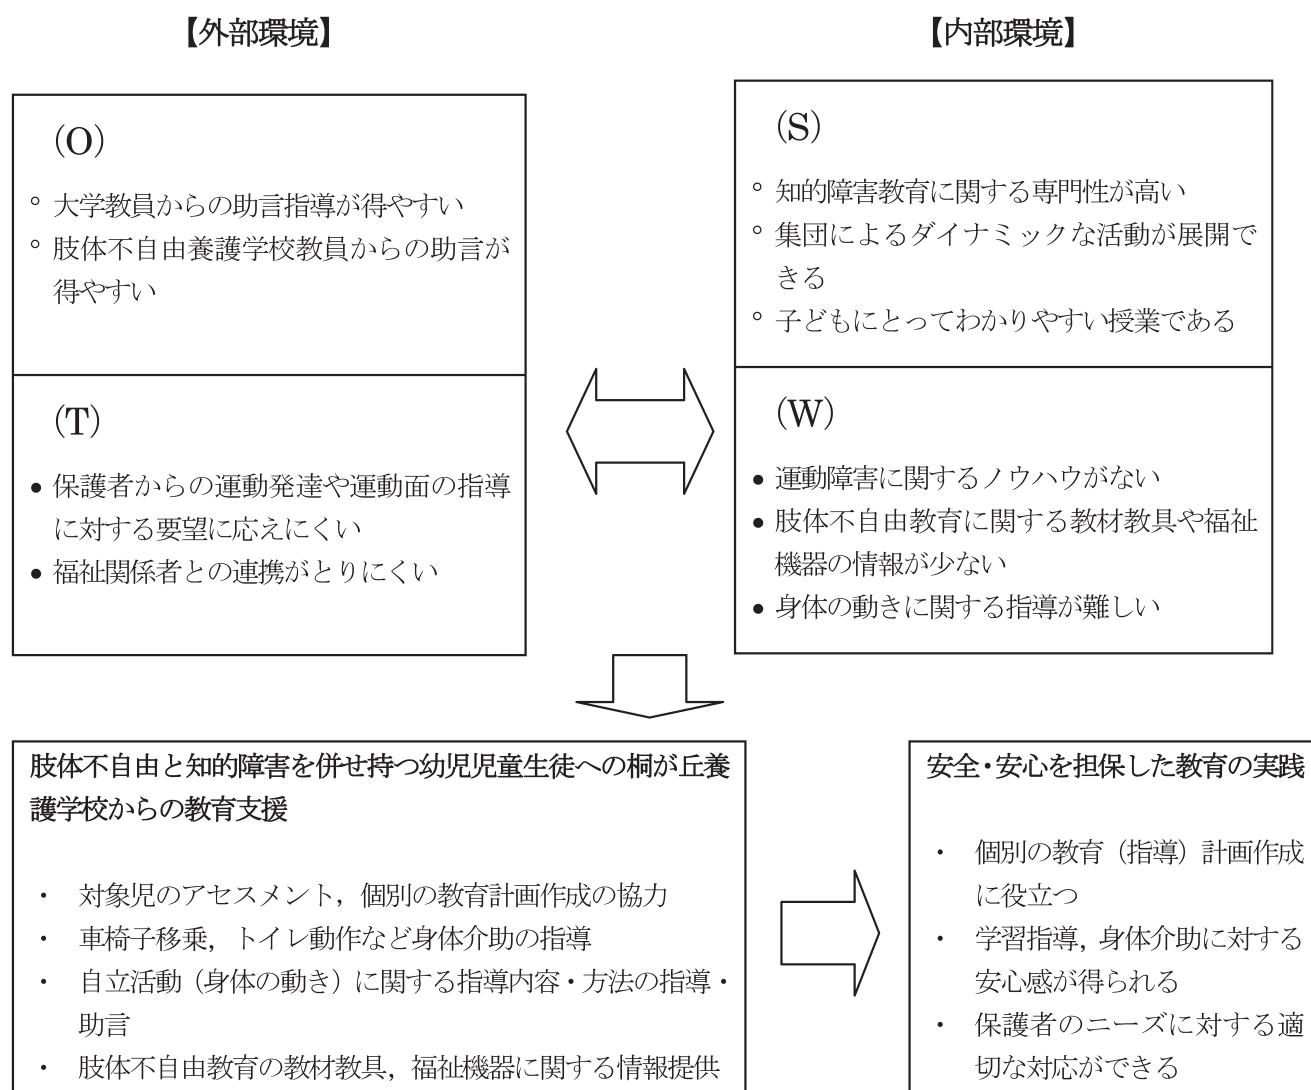 【外部環境】
(O)
° 大学教員からの助言指導が得やすい
° 肢体不自由養護学校教員からの助言が
得やすい
(T)
● 保護者からの運動発達や運動面の指導
に対する要望に応えにくい
● 福祉関係者との連携がとりにくい
【内部環境】
(S)
° 知的障害教育に関する専門性が高い
° 集団によるダイナミックな活動が展開で
きる
° 子どもにとってわかりやすい授業である
(W)
● 運動障害に関するノウハウがない
● 肢体不自由教育に関する教材教具や福祉
機器の情報が少ない
● 身体の動きに関する指導が難しい
肢体不自由と知的障害を併せ持つ幼児児童生徒への桐が丘養
護学校からの教育支援
・ 対象児のアセスメント，個別の教育計画作成の協力
・ 車椅子移乗，トイレ動作など身体介助の指導
・ 自立活動（身体の動き）に関する指導内容・方法の指導・
助言
・ 肢体不自由教育の教材教具，福祉機器に関する情報提供
安全・安心を担保した教育の実践
・ 個別の教育（指導）計画作成
に役立つ
・ 学習指導，身体介助に対する
安心感が得られる
・ 保護者のニーズに対する適
切な対応ができる